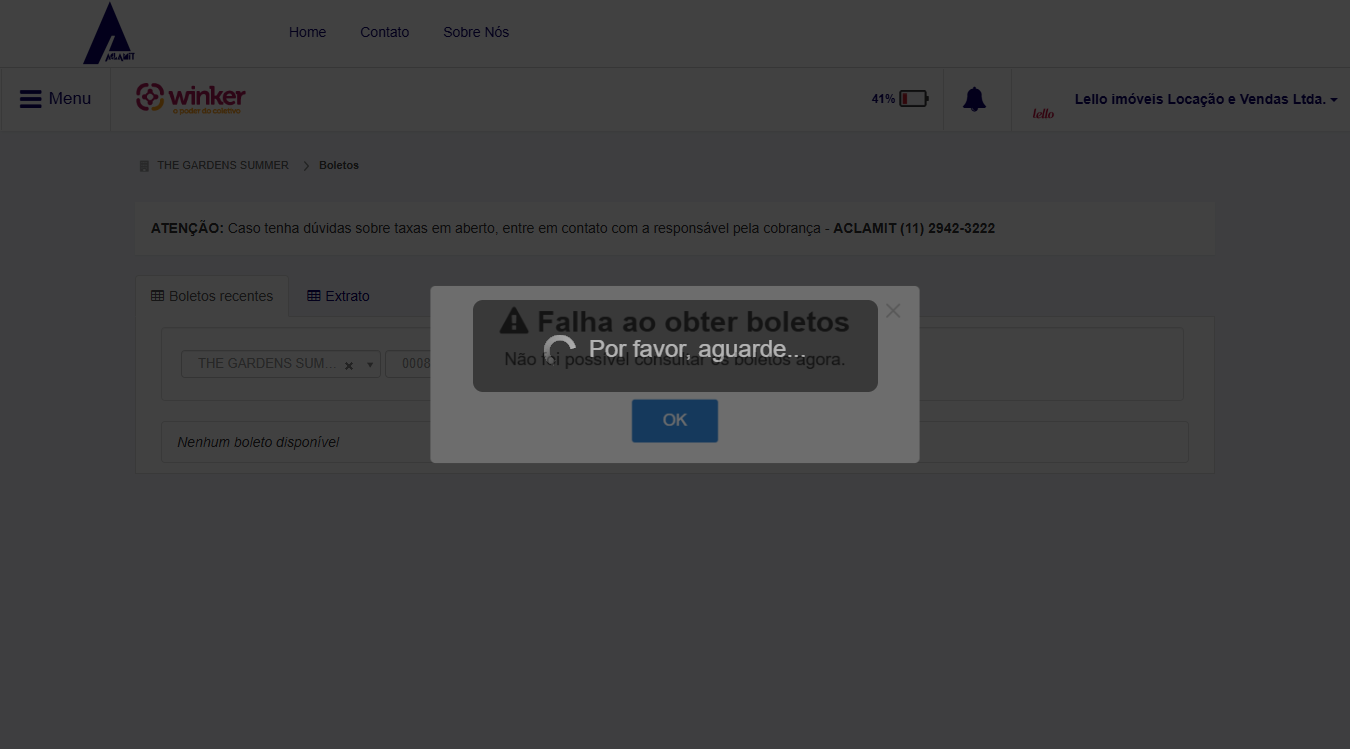 ACLAMIT
Home Contato Sobre Nós
Menu
winker
o poder do coletivo
41%
lello
Lello imóveis Locação e Vendas Ltda.
THE GARDENS SUMMER > Boletos
ATENÇÃO: Caso tenha dúvidas sobre taxas em aberto, entre em contato com a responsável pela cobrança - ACLAMIT (11) 2942-3222
Boletos recentes Extrato
THE GARDENS SUM... × 0008
Falha ao obter boletos
Por favor, aguarde...
Não foi possível consultar os boletos agora.
×
OK
Nenhum boleto disponível